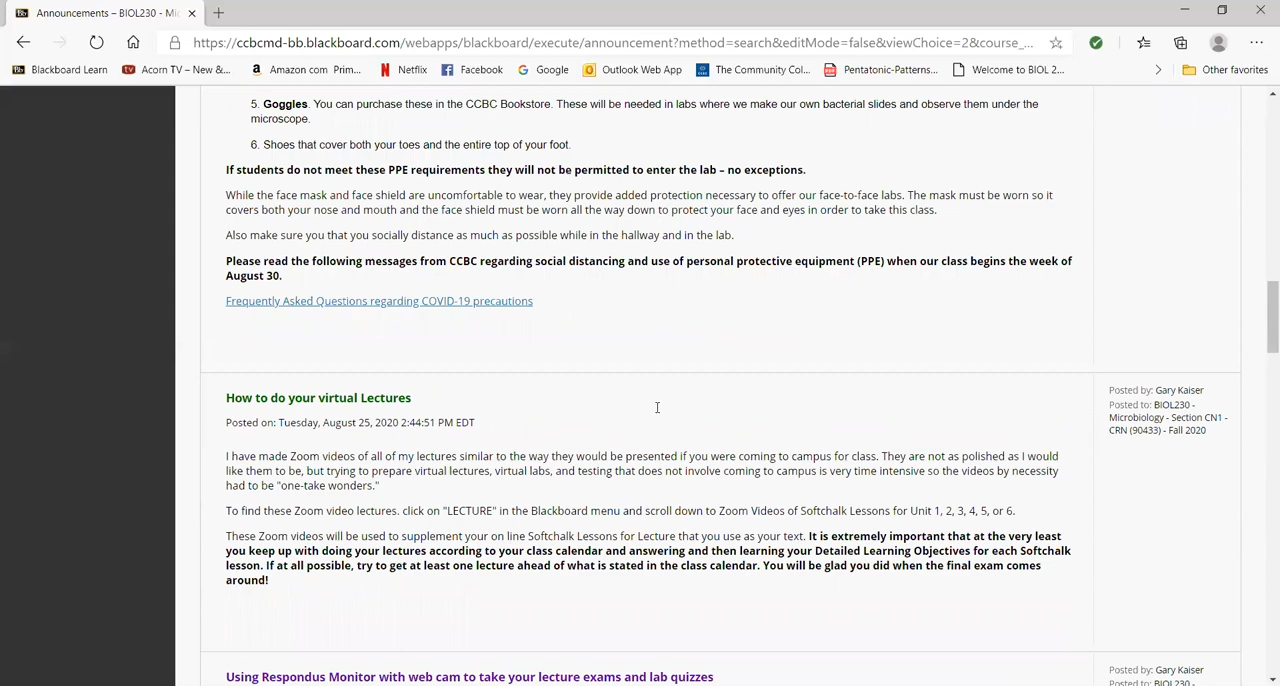 Announcements – BIOL230 - Mi
https://ccbcmd-bb.blackboard.com/webapps/blackboard/execute/announcement?method=search&editMode=false&viewChoice=2&course_...
Bb Blackboard Learn tv Acorn TV – New &... a Amazon com Prim... Netflix Facebook Google Outlook Web App The Community Col... Pentatonic-Patterns... Welcome to BIOL 2... Other favorites
5. Goggles. You can purchase these in the CCBC Bookstore. These will be needed in labs where we make our own bacterial slides and observe them under the
microscope.
6. Shoes that cover both your toes and the entire top of your foot.
If students do not meet these PPE requirements they will not be permitted to enter the lab – no exceptions.
While the face mask and face shield are uncomfortable to wear, they provide added protection necessary to offer our face-to-face labs. The mask must be worn so it
covers both your nose and mouth and the face shield must be worn all the way down to protect your face and eyes in order to take this class.
Also make sure you that you socially distance as much as possible while in the hallway and in the lab.
Please read the following messages from CCBC regarding social distancing and use of personal protective equipment (PPE) when our class begins the week of
August 30.
Frequently Asked Questions regarding COVID-19 precautions
How to do your virtual Lectures
Posted on: Tuesday, August 25, 2020 2:44:51 PM EDT
I have made Zoom videos of all of my lectures similar to the way they would be presented if you were coming to campus for class. They are not as polished as I would
like them to be, but trying to prepare virtual lectures, virtual labs, and testing that does not involve coming to campus is very time intensive so the videos by necessity
had to be "one-take wonders."
To find these Zoom video lectures. click on "LECTURE" in the Blackboard menu and scroll down to Zoom Videos of Softchalk Lessons for Unit 1, 2, 3, 4, 5, or 6.
These Zoom videos will be used to supplement your on line Softchalk Lessons for Lecture that you use as your text. It is extremely important that at the very least
you keep up with doing your lectures according to your class calendar and answering and then learning your Detailed Learning Objectives for each Softchalk
lesson. If at all possible, try to get at least one lecture ahead of what is stated in the class calendar. You will be glad you did when the final exam comes
around!
Posted by: Gary Kaiser
Posted to: BIOL230 -
Microbiology - Section CN1 -
CRN (90433) - Fall 2020
Using Respondus Monitor with web cam to take your lecture exams and lab quizzes
Posted by: Gary Kaiser
Posted to: BIOL230 -